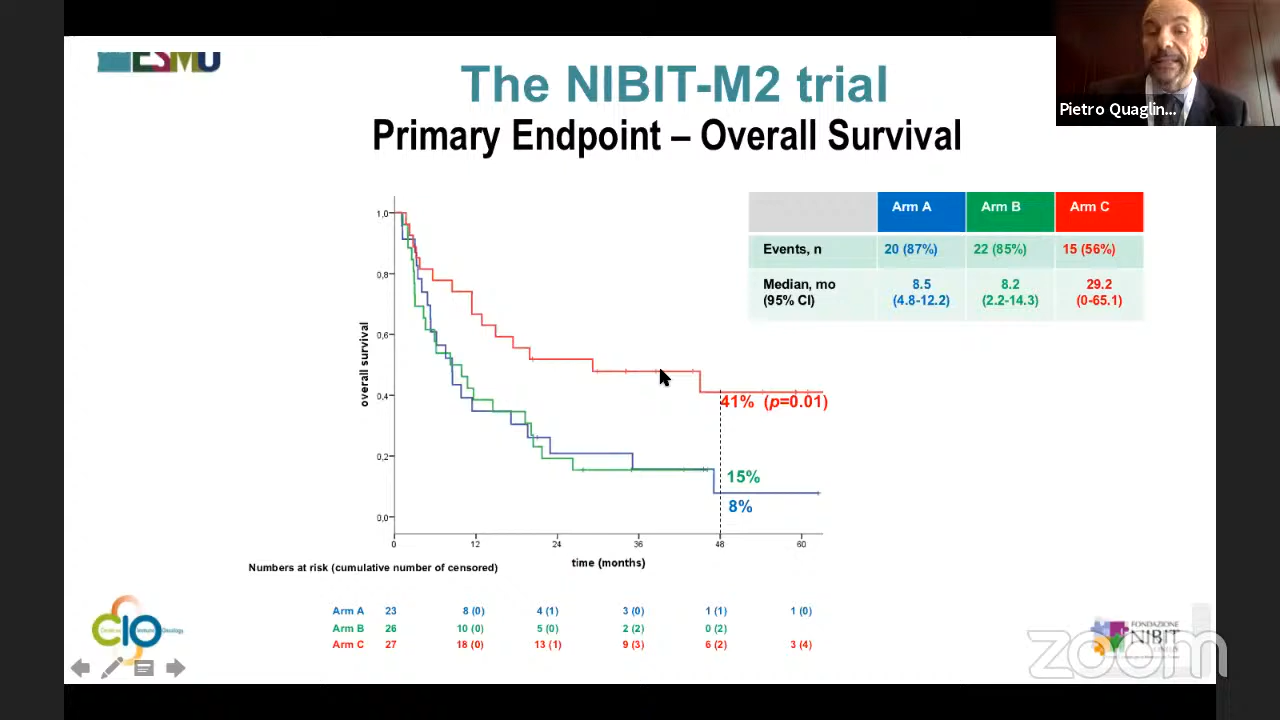 ESMO
The NIBIT-M2 trial
Primary Endpoint – Overall Survival
Pietro Quaglin...
Arm A Arm B Arm C
Events, n 20 (87%) 22 (85%) 15 (56%)
Median, mo 8.5 8.2 29.2
(95% CI) (4.8-12.2) (2.2-14.3) (0-65.1)
overall survival
1,0
0,8
0,6
0,4
0,2
0,0
41% (p=0.01)
15%
8%
0 12 24 36 48 60
time (months)
Numbers at risk (cumulative number of censored)
Arm A 23 8 (0) 4 (1) 3 (0) 1 (1) 1 (0)
Arm B 26 10 (0) 5 (0) 2 (2) 0 (2)
Arm C 27 18 (0) 13 (1) 9 (3) 6 (2) 3 (4)
CIO
Oncology
FONDAZIONE
NIBIT
zoom